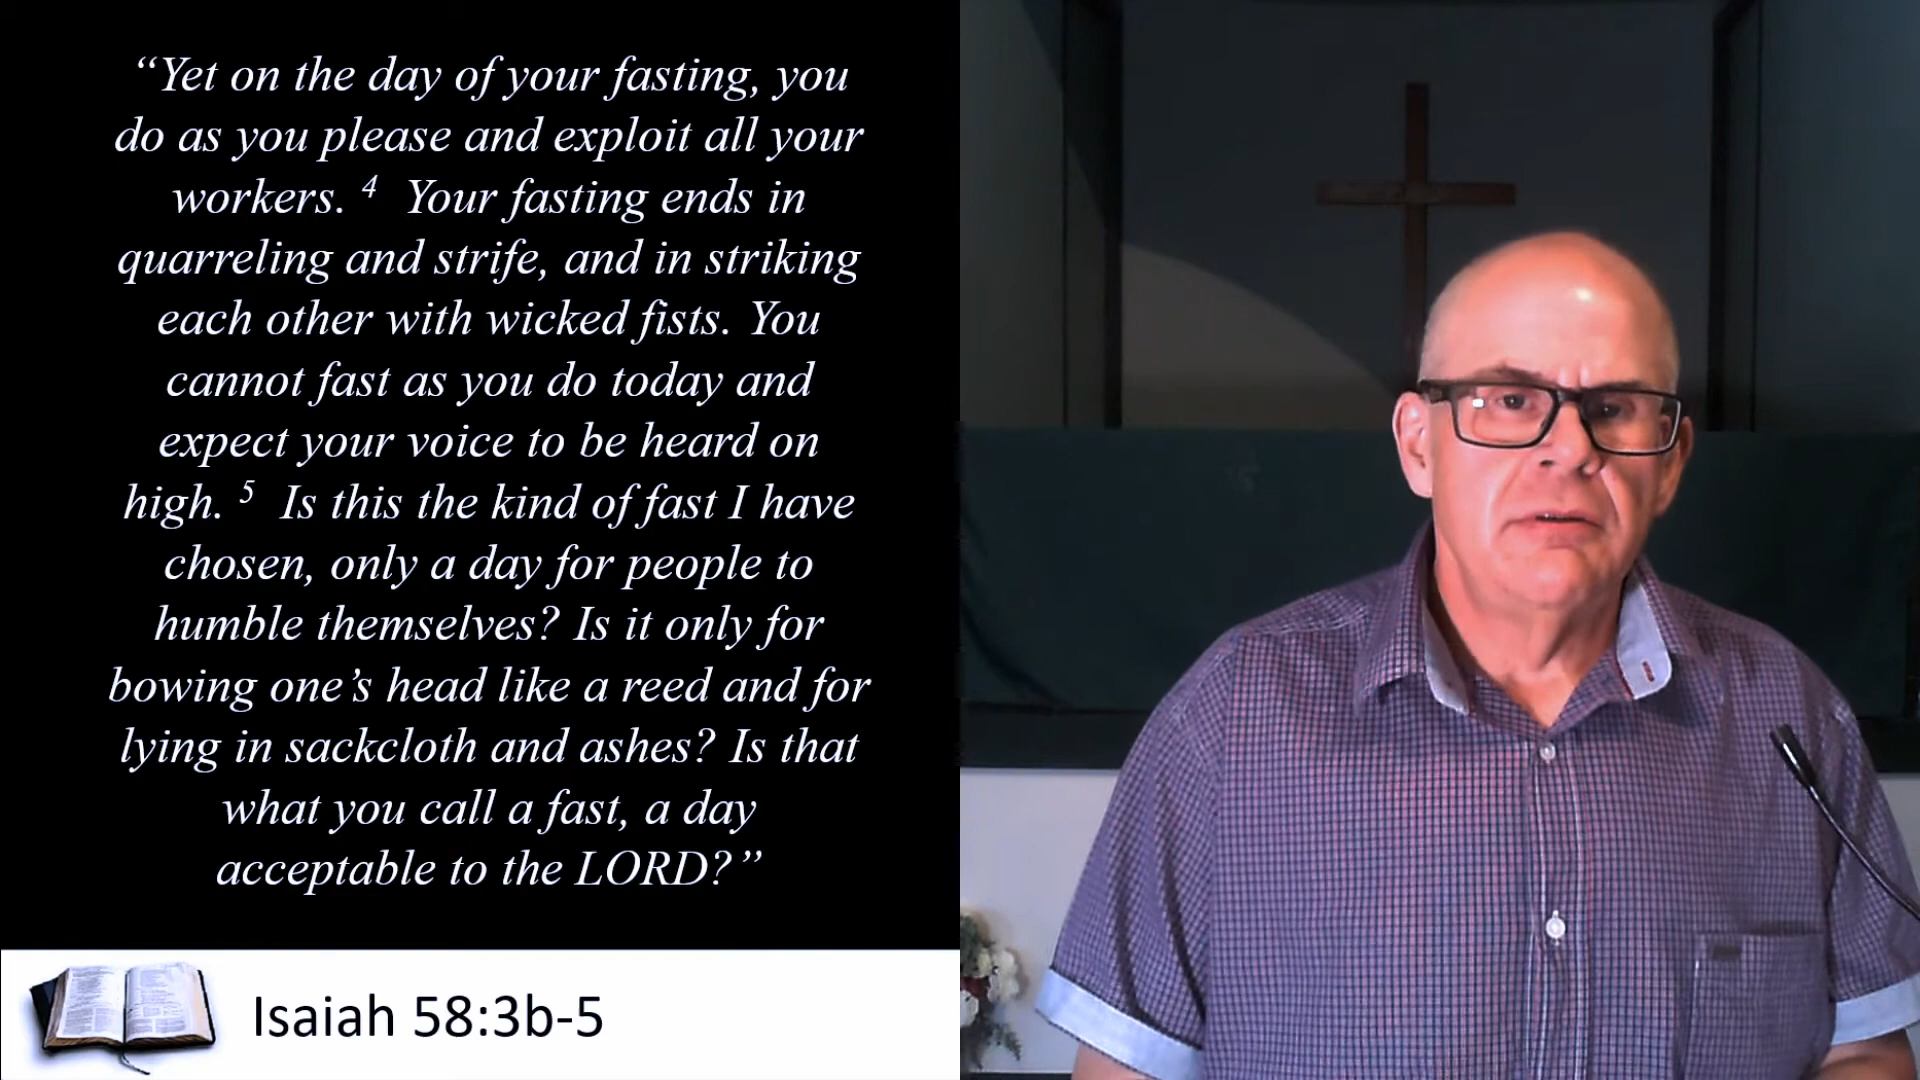 “Yet on the day of your fasting, you
do as you please and exploit all your
workers. ⁴ Your fasting ends in
quarreling and strife, and in striking
each other with wicked fists. You
cannot fast as you do today and
expect your voice to be heard on
high. ⁵ Is this the kind of fast I have
chosen, only a day for people to
humble themselves? Is it only for
bowing one’s head like a reed and for
lying in sackcloth and ashes? Is that
what you call a fast, a day
acceptable to the LORD?”
Isaiah 58:3b-5